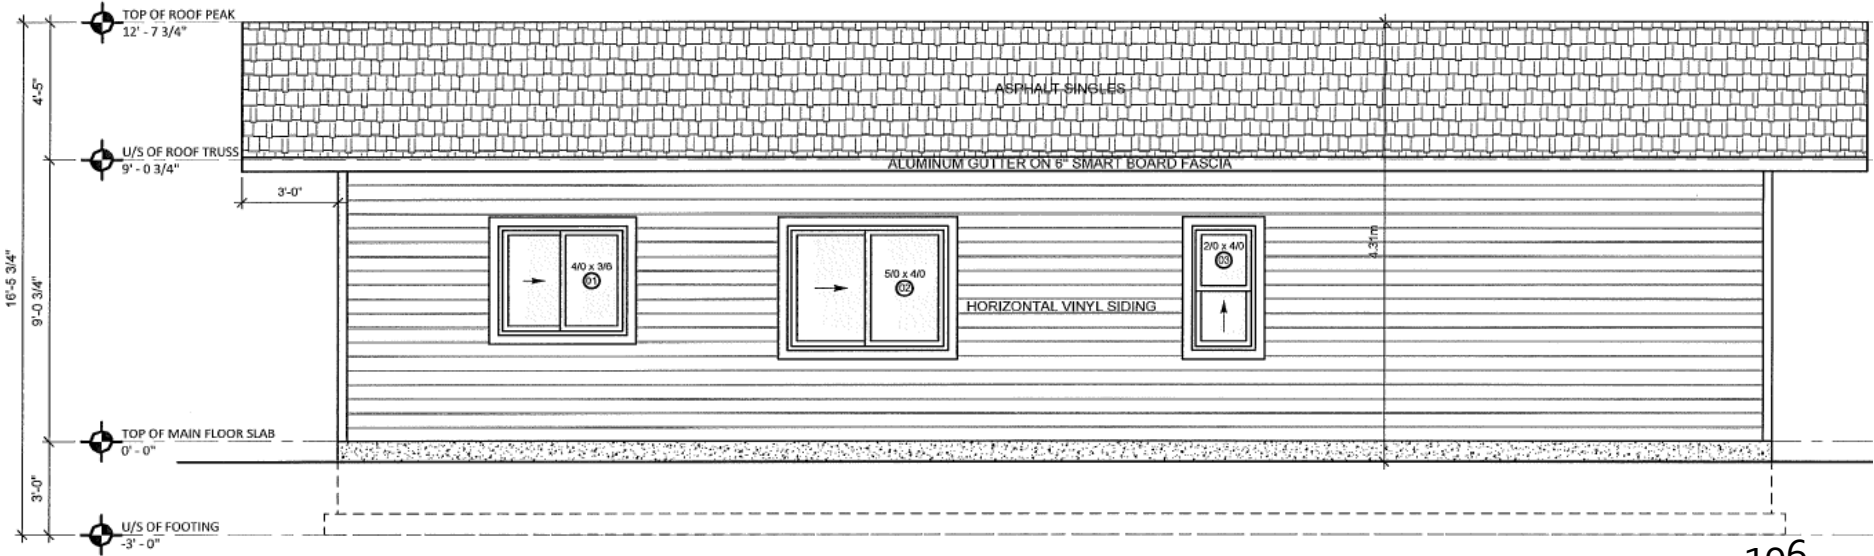 TOP OF ROOF PEAK
12' - 7 3/4"
4'-5"
ASPHALT SINGLES
U/S OF ROOF TRUSS
9' - 0 3/4"
ALUMINUM GUTTER ON 6" SMART BOARD FASCIA
3'-0"
16'-5 3/4"
9'-0 3/4"
4/0 x 3/6
01
5/0 x 4/0
02
2/0 x 4/0
03
4.31m
HORIZONTAL VINYL SIDING
TOP OF MAIN FLOOR SLAB
0' - 0"
3'-0"
U/S OF FOOTING
-3' - 0"
106